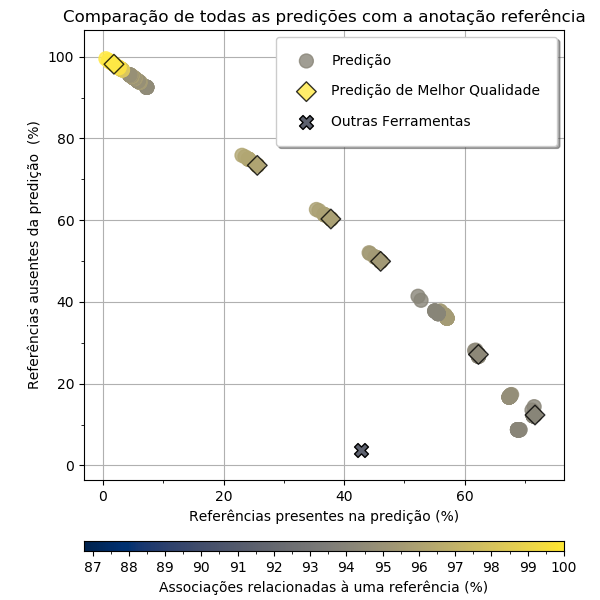 Comparação de todas as predições com a anotação referência
Predição
Predição de Melhor Qualidade
Outras Ferramentas
Referências ausentes da predição (%)
100
80
60
40
20
0
0 20 40 60
Referências presentes na predição (%)
87 88 89 90 91 92 93 94 95 96 97 98 99 100
Associações relacionadas à uma referência (%)